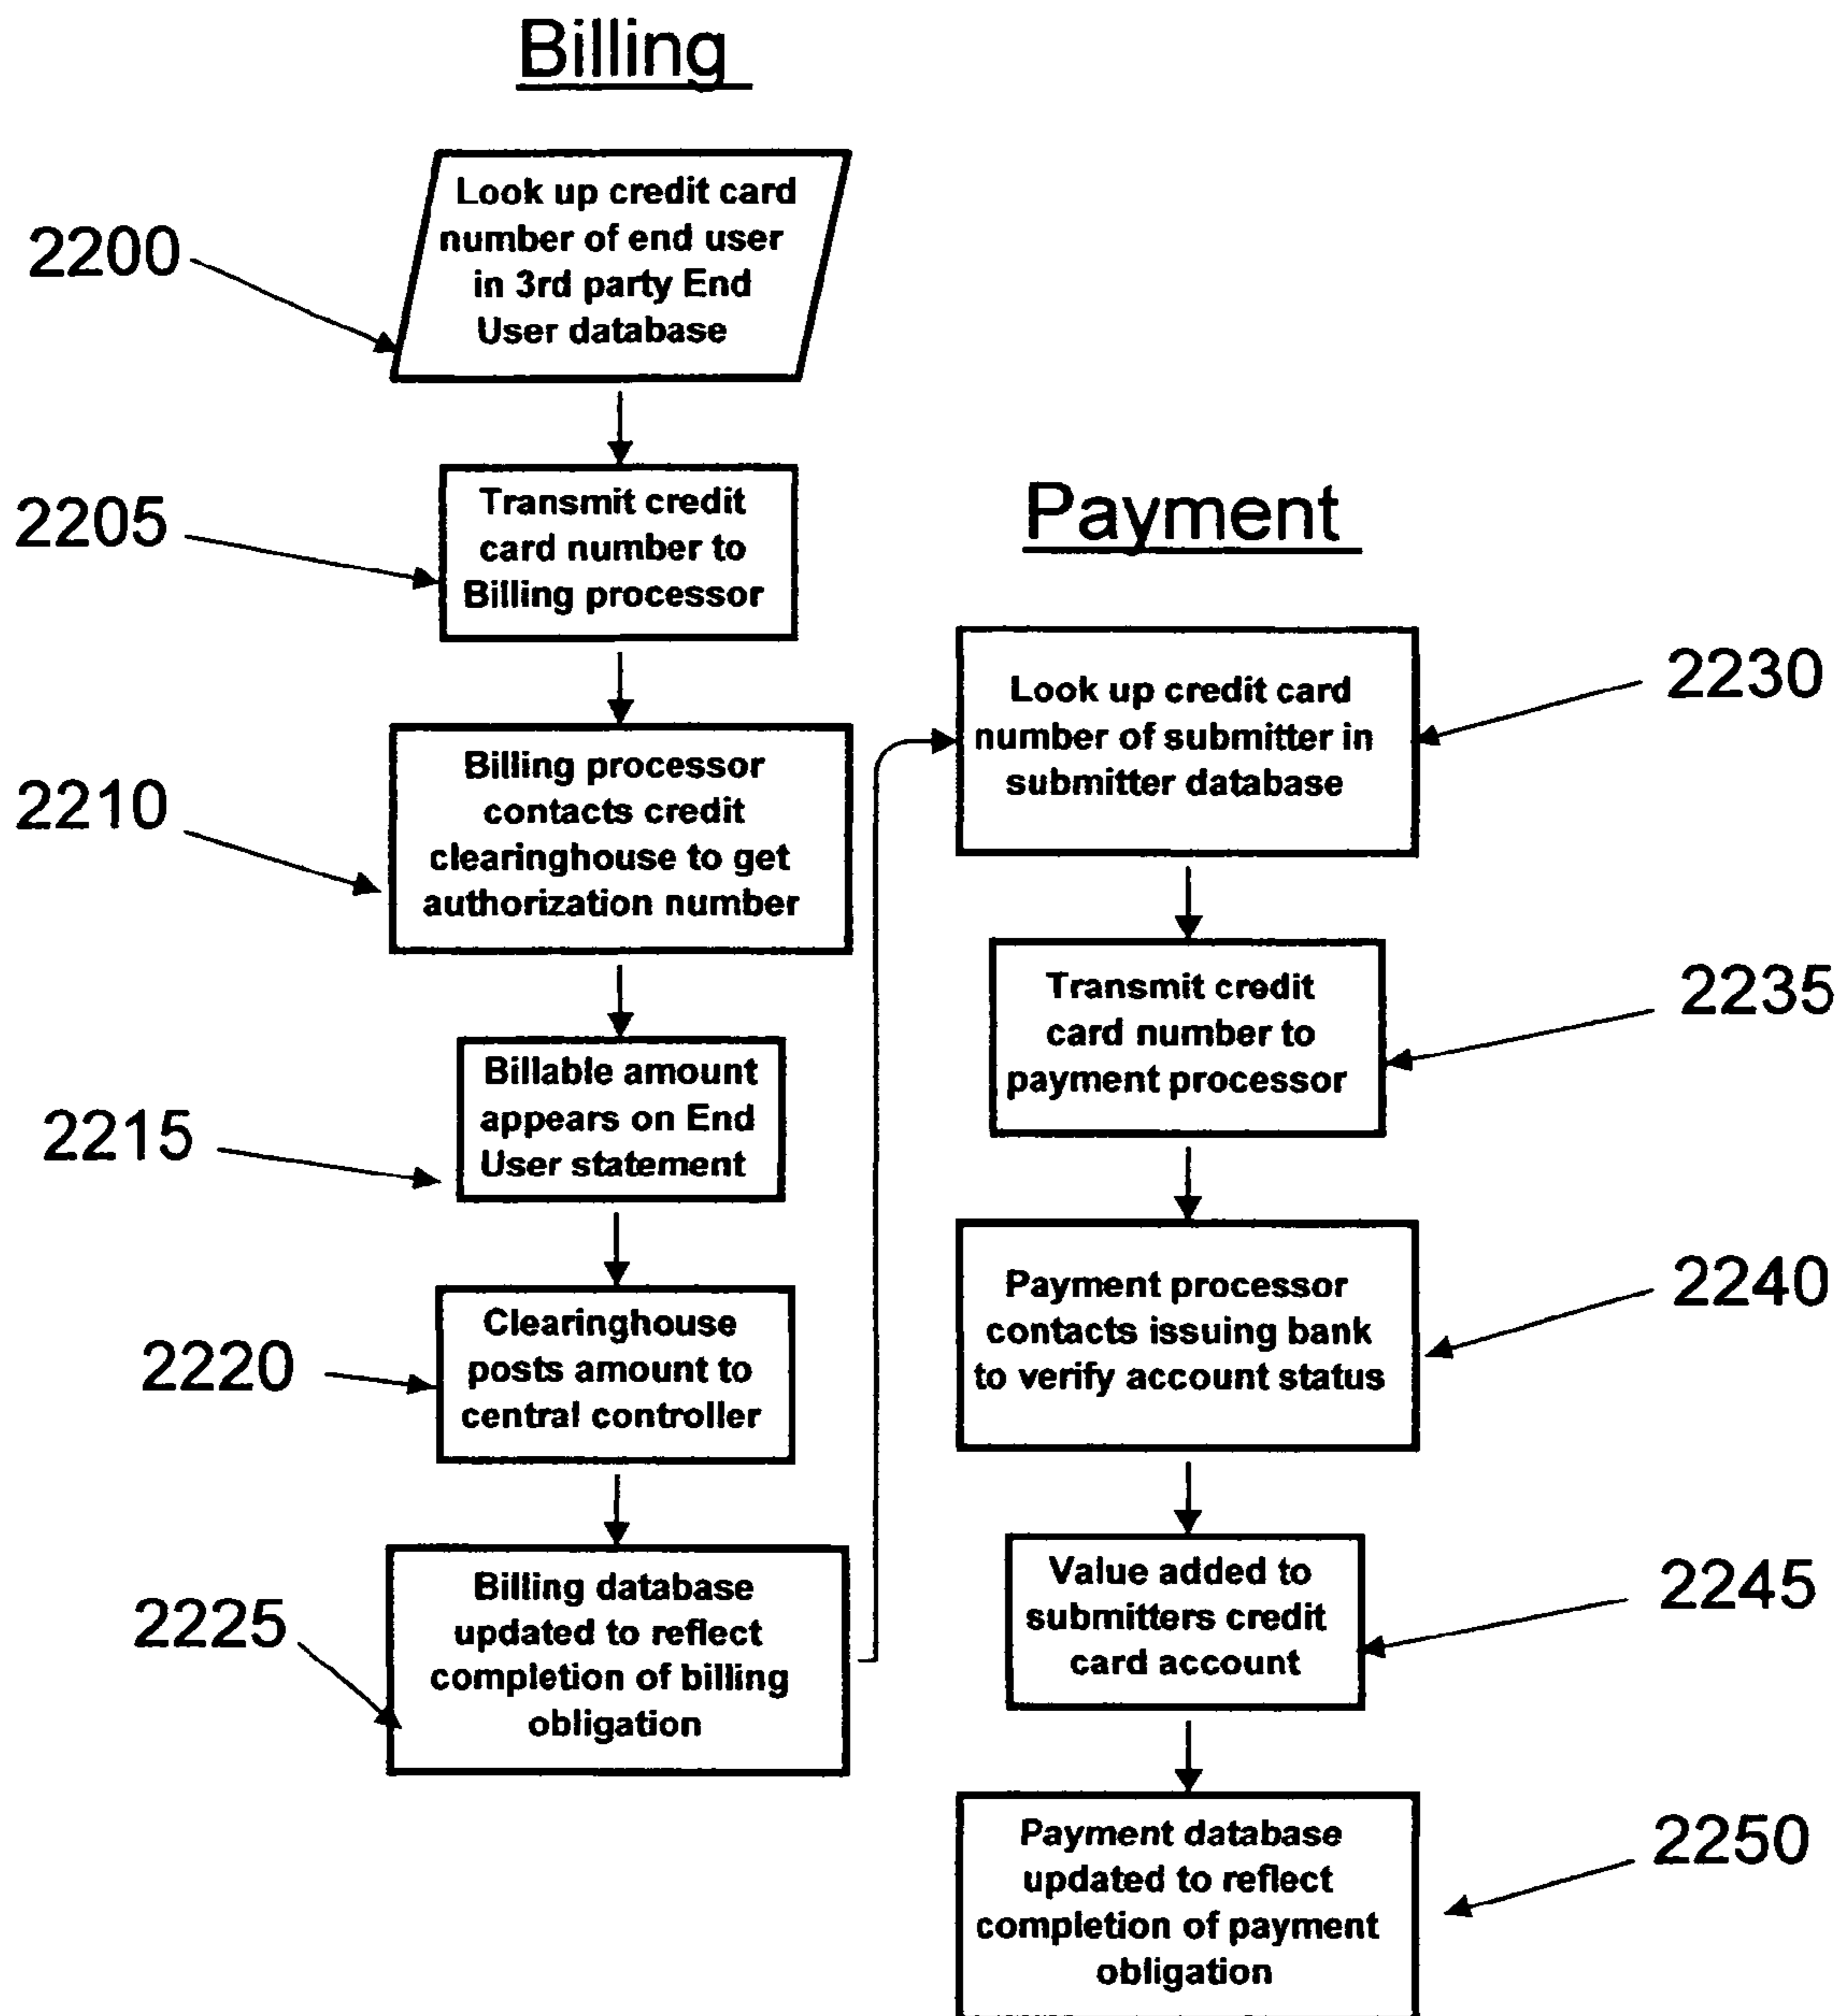 Billing
2200
Look up credit card
number of end user
in 3rd party End
User database
2205
Transmit credit
card number to
Billing processor
2210
Billing processor
contacts credit
clearinghouse to get
authorization number
2215
Billable amount
appears on End
User statement
2220
Clearinghouse
posts amount to
central controller
2225
Billing database
updated to reflect
completion of billing
obligation
Payment
2230
Look up credit card
number of submitter in
submitter database
2235
Transmit credit
card number to
payment processor
2240
Payment processor
contacts issuing bank
to verify account status
2245
Value added to
submitters credit
card account
2250
Payment database
updated to reflect
completion of payment
obligation